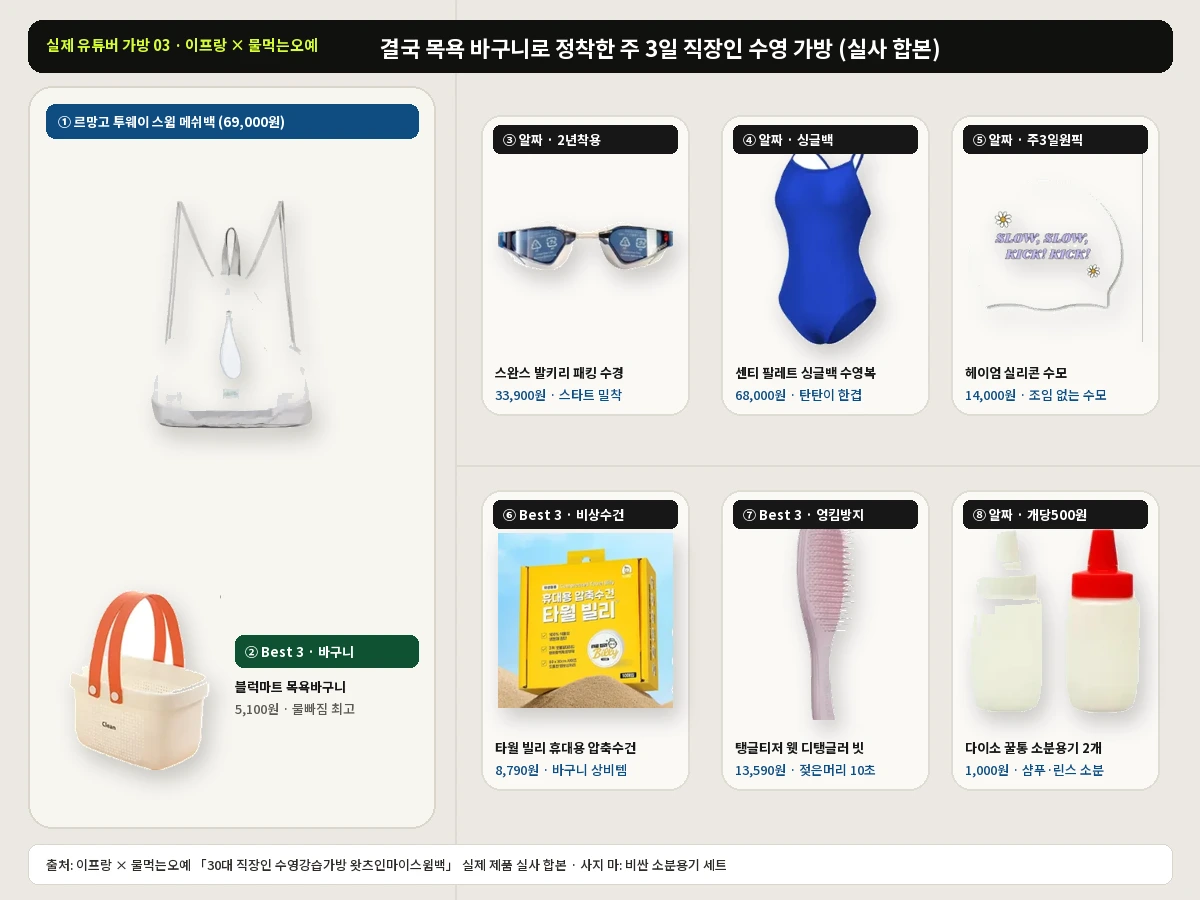 실제 유튜버 가방 03 · 이프랑 × 물먹는오예
결국 목욕 바구니로 정착한 주 3일 직장인 수영 가방 (실사 합본)
① 르망고 투웨이 스윔 메쉬백 (69,000원)
Clean
② Best 3 · 바구니
블럭마트 목욕바구니
5,100원 · 물빠짐 최고
③ 알짜 · 2년착용
스완스 발키리 패킹 수경
33,900원 · 스타트 밀착
④ 알짜 · 싱글백
센티 필레트 싱글백 수영복
68,000원 · 탄탄이 한겹
⑤ 알짜 · 주3일원픽
SLOW, SLOW,
KICK! KICK!
헤이엄 실리콘 수모
14,000원 · 조임 없는 수모
⑥ Best 3 · 비상수건
휴대용 압축수건
타월 빌리
Billy
타월 빌리 휴대용 압축수건
8,790원 · 바구니 상비템
⑦ Best 3 · 엉킴방지
탱글티저 웻 디탱글러 빗
13,590원 · 젖은머리 10초
⑧ 알짜 · 개당500원
다이소 꿀통 소분용기 2개
1,000원 · 샴푸·린스 소분
출처: 이프랑 × 물먹는오예 「30대 직장인 수영강습가방 왓츠인마이스윔백」 실제 제품 실사 합본 · 사지 마: 비싼 소분용기 세트